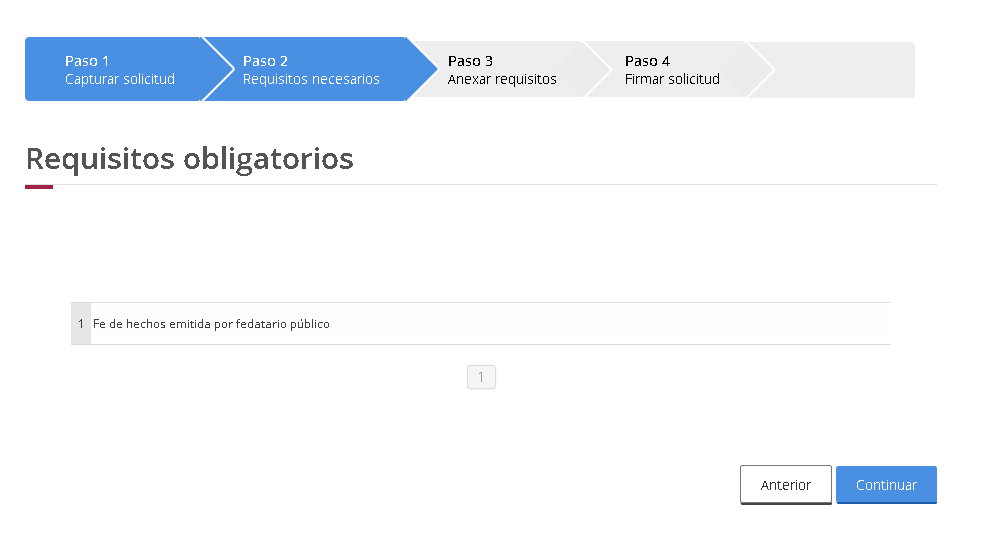 Paso 1
Capturar solicitud
Paso 2
Requisitos necesarios
Paso 3
Anexar requisitos
Paso 4
Firmar solicitud
Requisitos obligatorios
1 Fe de hechos emitida por fedatario público
1
Anterior Continuar